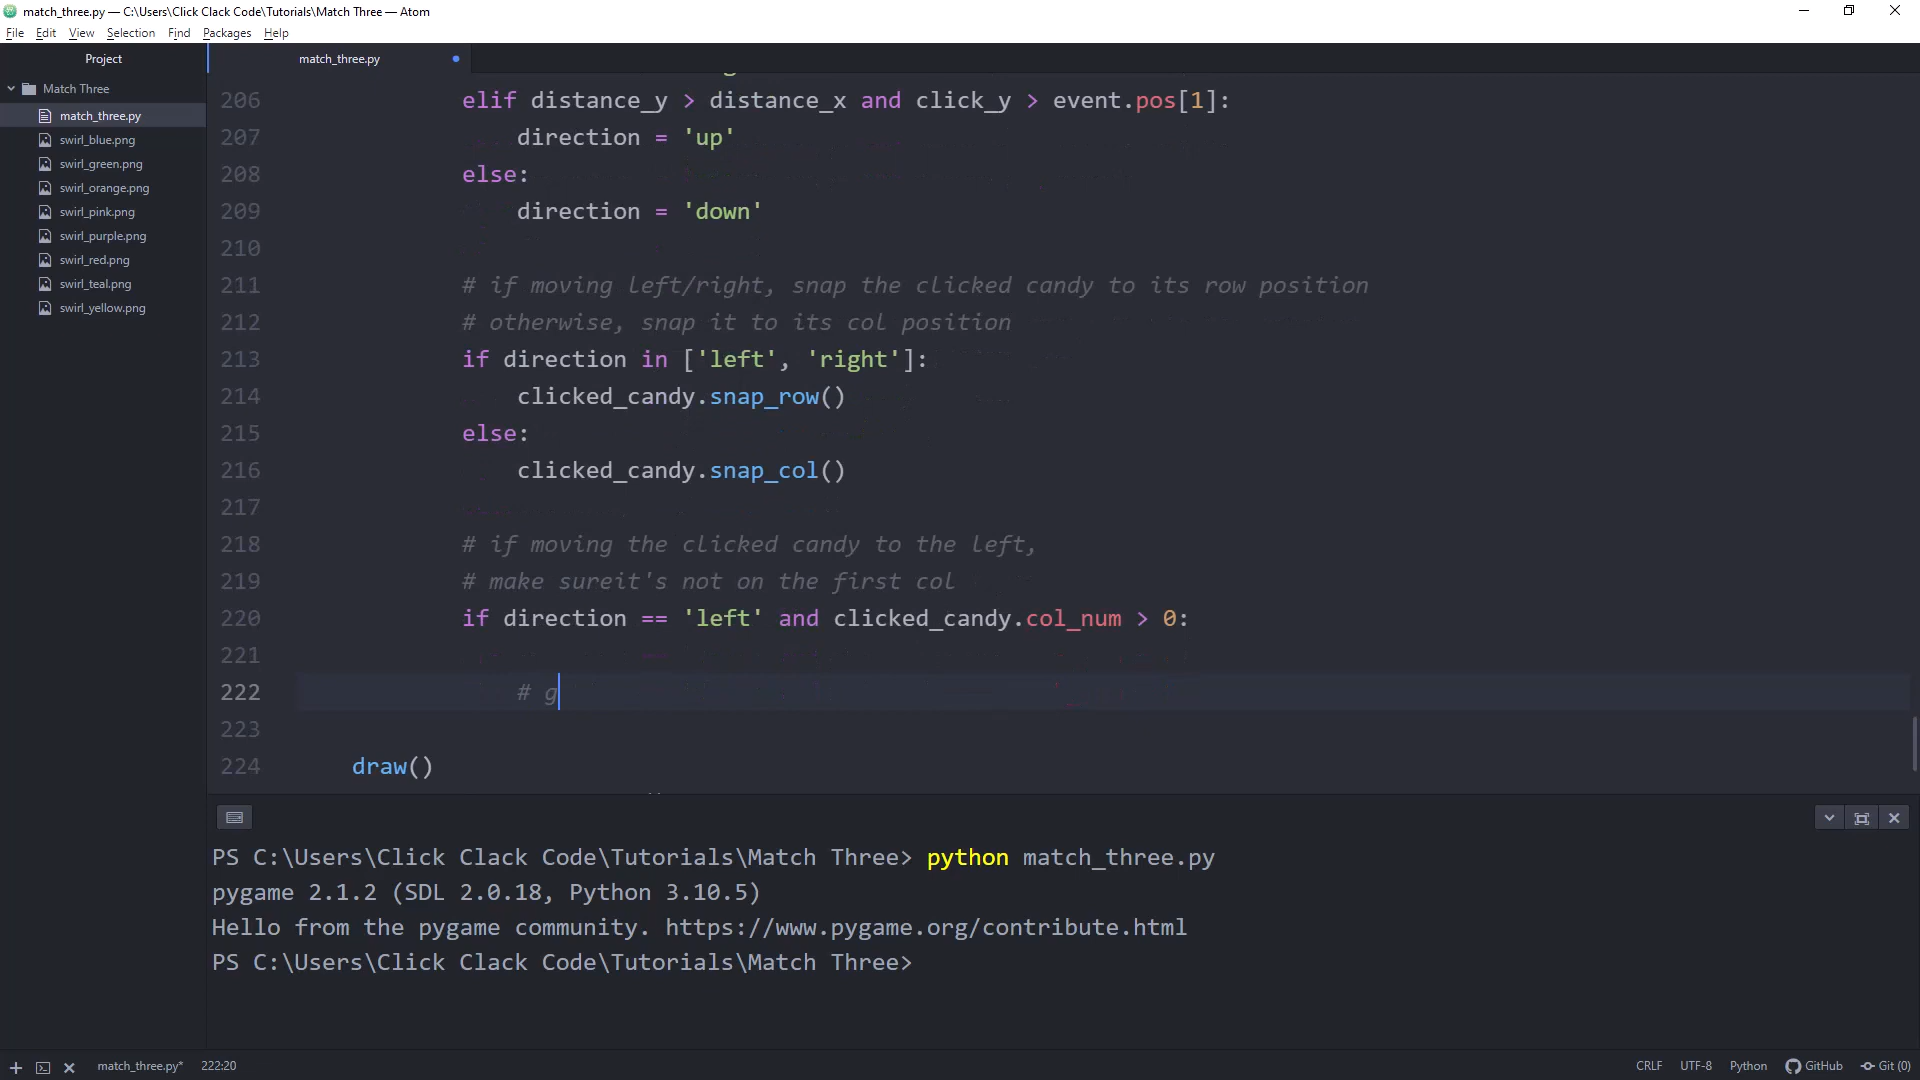 match_three.py — C:\Users\Click Clack Code\Tutorials\Match Three — Atom
File Edit View Selection Find Packages Help
Project
Match Three
match_three.py
swirl_blue.png
swirl_green.png
swirl_orange.png
swirl_pink.png
swirl_purple.png
swirl_red.png
swirl_teal.png
swirl_yellow.png
match_three.py
206 elif distance_y > distance_x and click_y > event.pos[1]:
207 direction = 'up'
208 else:
209 direction = 'down'
210
211 # if moving left/right, snap the clicked candy to its row position
212 # otherwise, snap it to its col position
213 if direction in ['left', 'right']:
214 clicked_candy.snap_row()
215 else:
216 clicked_candy.snap_col()
217
218 # if moving the clicked candy to the left,
219 # make sureit's not on the first col
220 if direction == 'left' and clicked_candy.col_num > 0:
221
222 # g
223
224 draw()
PS C:\Users\Click Clack Code\Tutorials\Match Three> python match_three.py
pygame 2.1.2 (SDL 2.0.18, Python 3.10.5)
Hello from the pygame community. https://www.pygame.org/contribute.html
PS C:\Users\Click Clack Code\Tutorials\Match Three>
match_three.py* 222:20 CRLF UTF-8 Python GitHub Git (0)